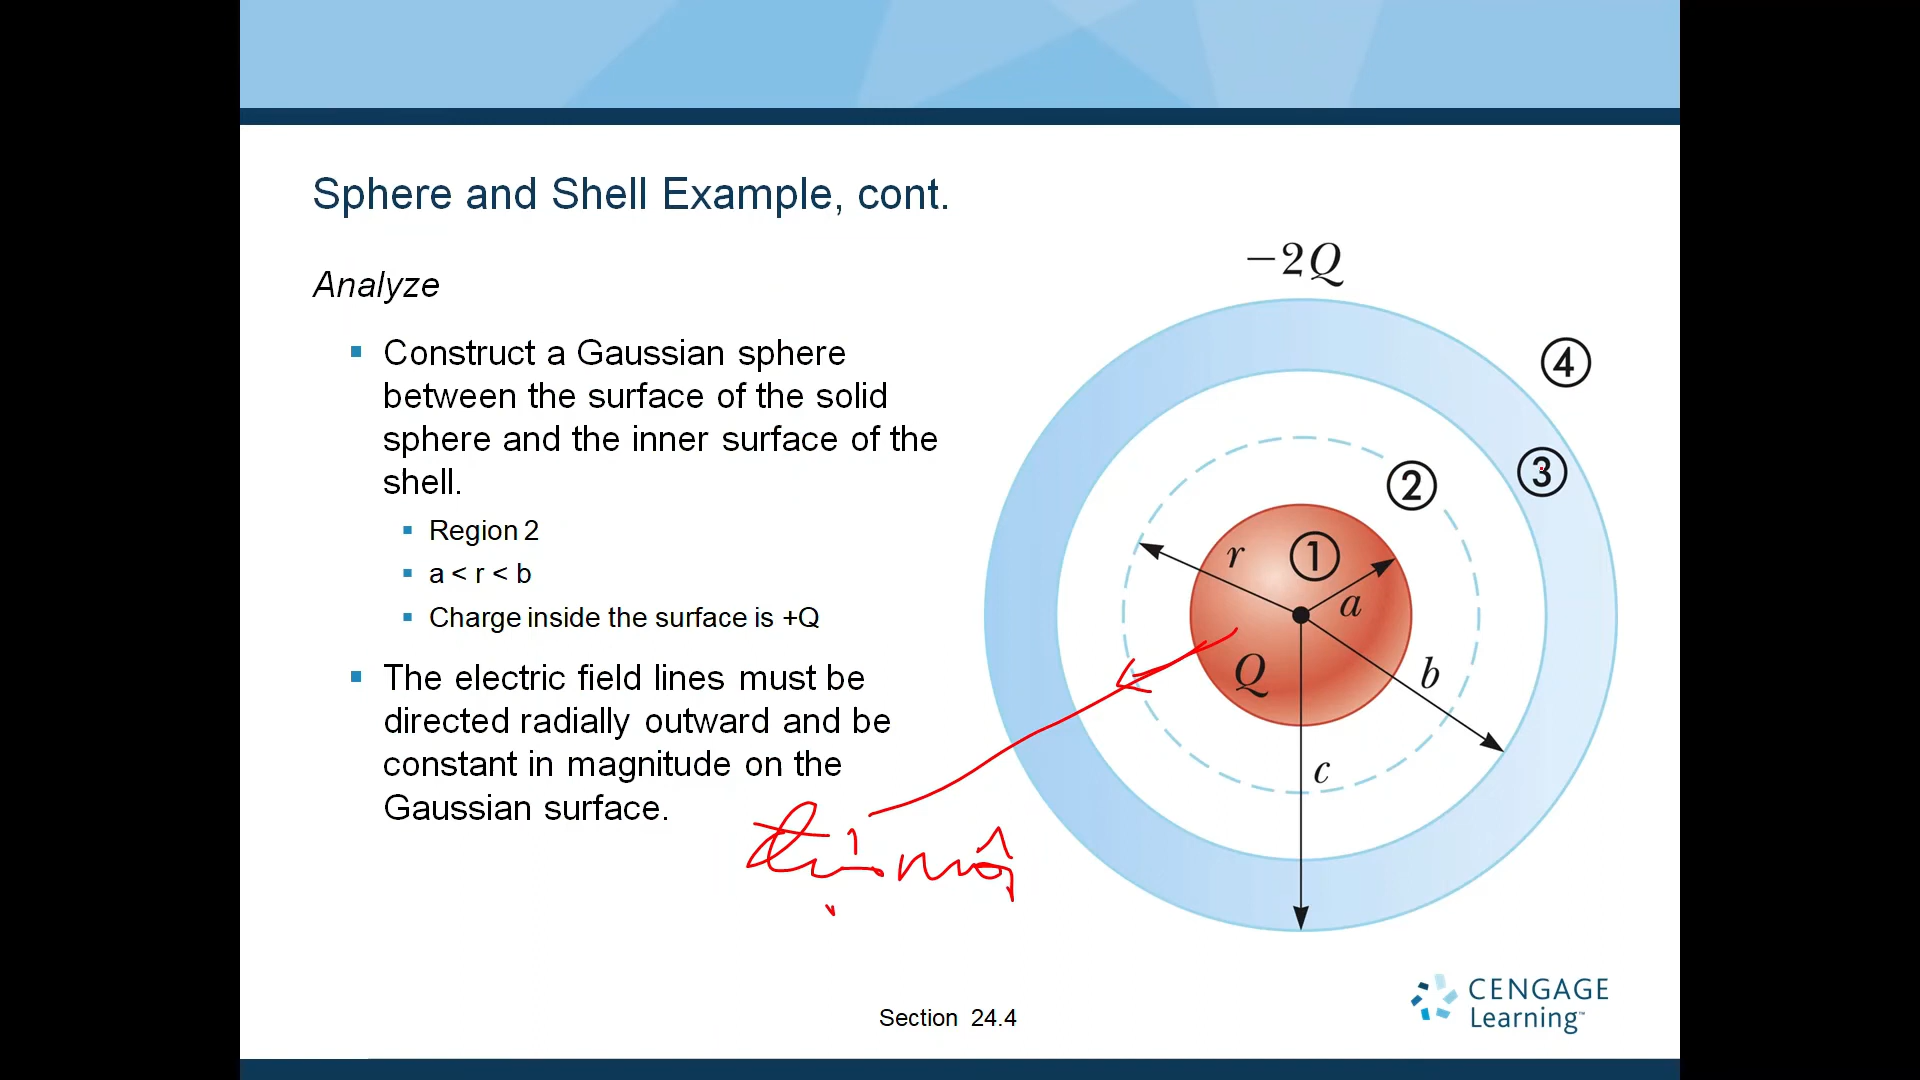 Sphere and Shell Example, cont.
Analyze
Construct a Gaussian sphere
between the surface of the solid
sphere and the inner surface of the
shell.
Region 2
a < r < b
Charge inside the surface is +Q
The electric field lines must be
directed radially outward and be
constant in magnitude on the
Gaussian surface.
−2Q
④
③
②
①
r
a
Q
b
c
Section 24.4
CENGAGE
Learning™